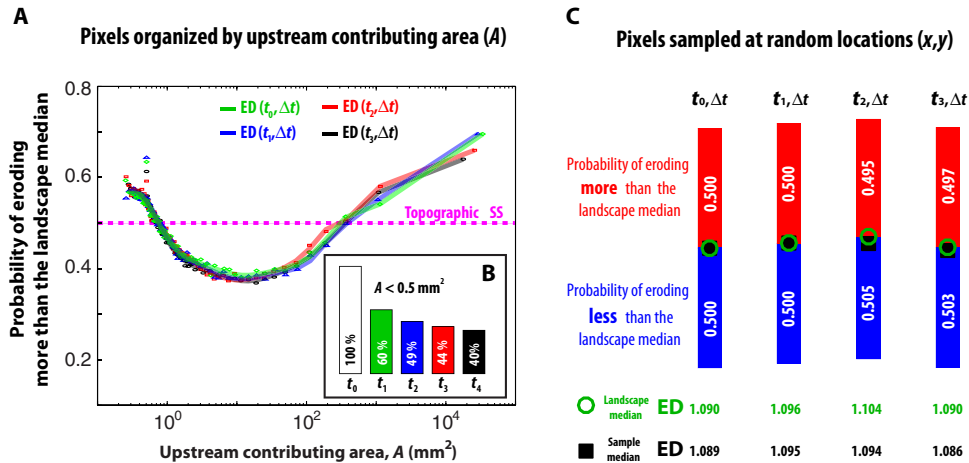 A
Pixels organized by upstream contributing area (A)
Probability of eroding
more than the landscape median
0.8
0.6
0.4
0.2
ED (t0,Δt)
ED (t2,Δt)
ED (t1,Δt)
ED (t3,Δt)
Topographic SS
B
A < 0.5 mm²
100 %
60 %
49 %
44 %
40%
t0
t1
t2
t3
t4
10⁰
10²
10⁴
Upstream contributing area, A (mm²)
C
Pixels sampled at random locations (x,y)
t0,Δt
t1,Δt
t2,Δt
t3,Δt
Probability of eroding
more than the
landscape median
0.500
0.500
0.495
0.497
Probability of eroding
less than the
landscape median
0.500
0.500
0.505
0.503
Landscape
median
ED
1.090
1.096
1.104
1.090
Sample
median
ED
1.089
1.095
1.094
1.086